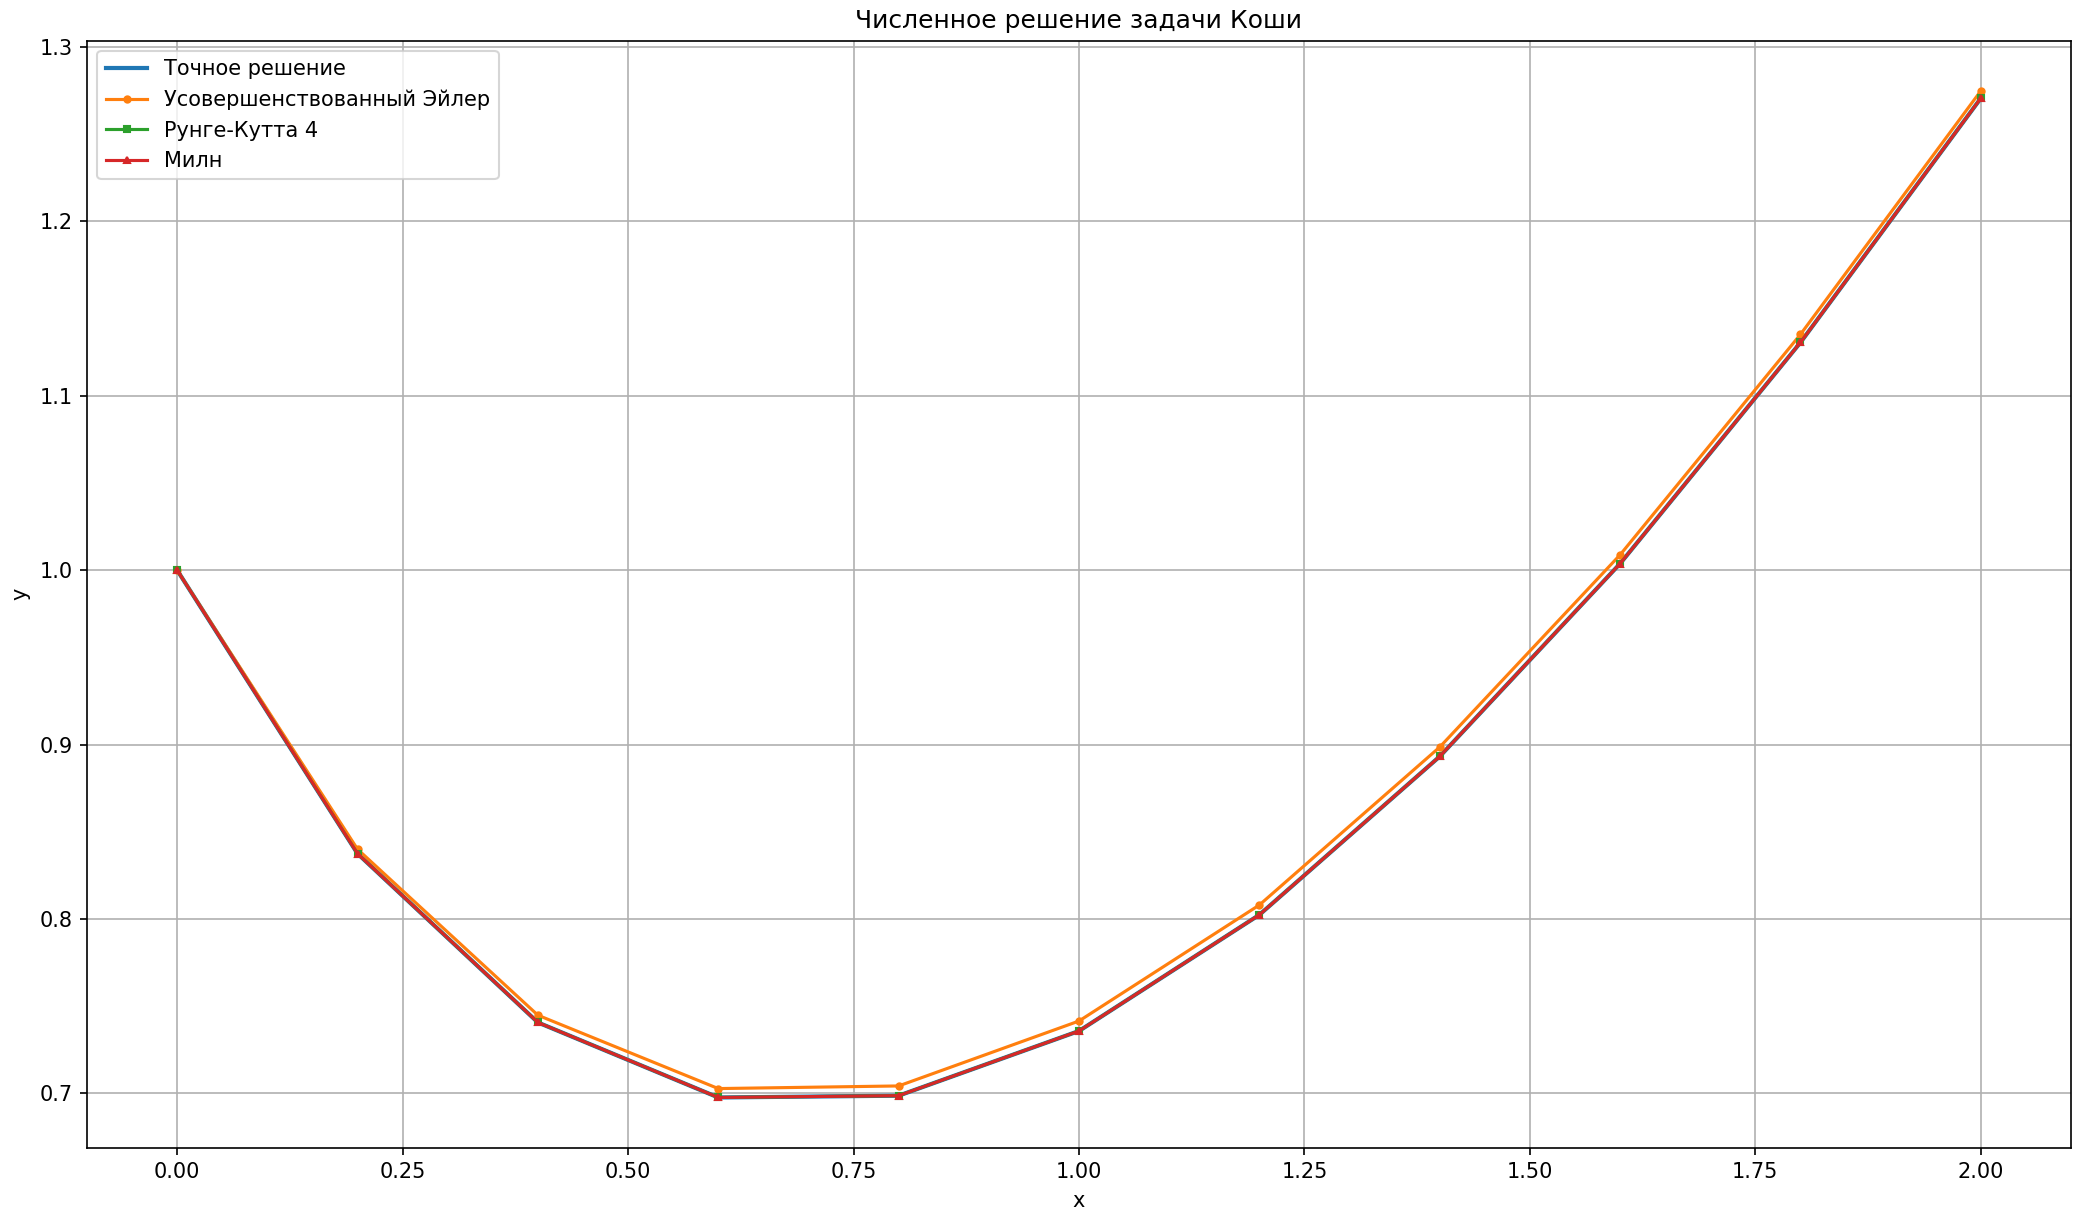 Численное решение задачи Коши
Точное решение
Усовершенствованный Эйлер
Рунге-Кутта 4
Милн
1.3
1.2
1.1
1.0
0.9
0.8
0.7
y
0.00 0.25 0.50 0.75 1.00 1.25 1.50 1.75 2.00
x